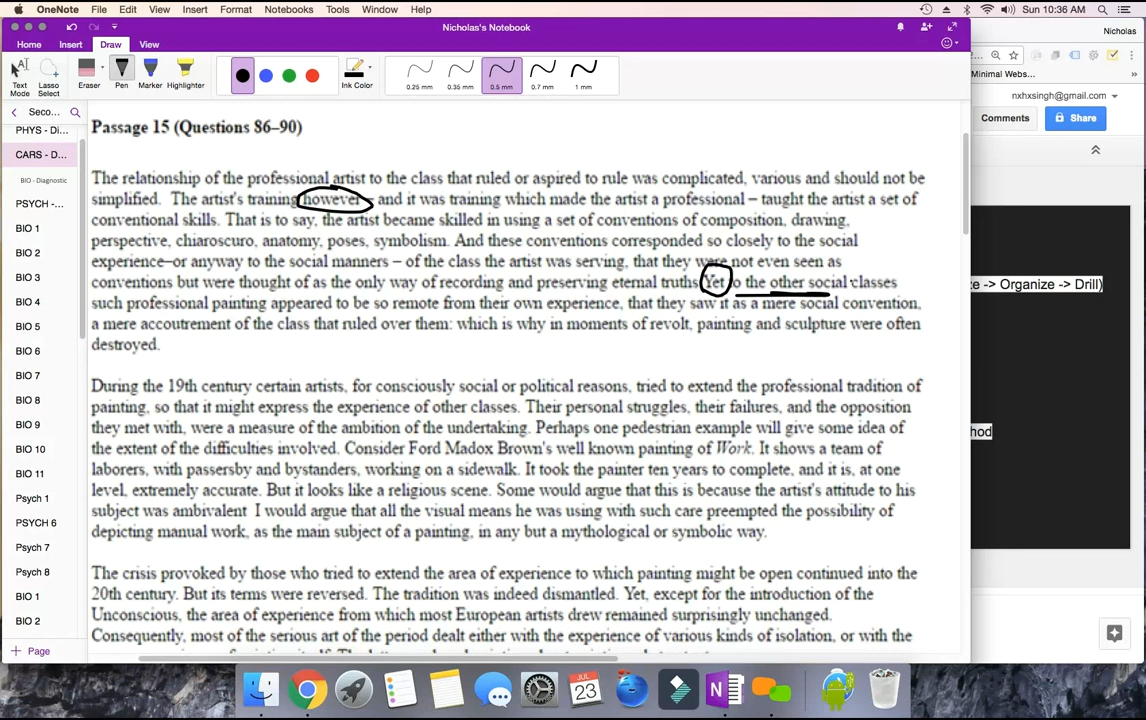 OneNote File Edit View Insert Format Notebooks Tools Window Help Sun 10:36 AM Nicholas
Nicholas's Notebook
Nicholas
Home Insert Draw View
Text Mode Lasso Select Eraser Pen Marker Highlighter Ink Color 0.25 mm 0.35 mm 0.5 mm 0.7 mm 1 mm
Minimal Webs...
nxhxsingh@gmail.com
Comments Share
Seco...
PHYS - Di...
CARS - D...
BIO - Diagnostic
PSYCH -...
BIO 1
BIO 2
BIO 3
BIO 4
BIO 5
BIO 6
BIO 7
BIO 8
BIO 9
BIO 10
BIO 11
Psych 1
PSYCH 6
Psych 7
Psych 8
BIO 1
BIO 2
+ Page
Passage 15 (Questions 86–90)
The relationship of the professional artist to the class that ruled or aspired to rule was complicated, various and should not be
simplified. The artist's training however – and it was training which made the artist a professional – taught the artist a set of
conventional skills. That is to say, the artist became skilled in using a set of conventions of composition, drawing,
perspective, chiaroscuro, anatomy, poses, symbolism. And these conventions corresponded so closely to the social
experience–or anyway to the social manners – of the class the artist was serving, that they were not even seen as
conventions but were thought of as the only way of recording and preserving eternal truths. Yet to the other social classes
such professional painting appeared to be so remote from their own experience, that they saw it as a mere social convention,
a mere accoutrement of the class that ruled over them: which is why in moments of revolt, painting and sculpture were often
destroyed.
During the 19th century certain artists, for consciously social or political reasons, tried to extend the professional tradition of
painting, so that it might express the experience of other classes. Their personal struggles, their failures, and the opposition
they met with, were a measure of the ambition of the undertaking. Perhaps one pedestrian example will give some idea of
the extent of the difficulties involved. Consider Ford Madox Brown's well known painting of Work. It shows a team of
laborers, with passersby and bystanders, working on a sidewalk. It took the painter ten years to complete, and it is, at one
level, extremely accurate. But it looks like a religious scene. Some would argue that this is because the artist's attitude to his
subject was ambivalent I would argue that all the visual means he was using with such care preempted the possibility of
depicting manual work, as the main subject of a painting, in any but a mythological or symbolic way.
The crisis provoked by those who tried to extend the area of experience to which painting might be open continued into the
20th century. But its terms were reversed. The tradition was indeed dismantled. Yet, except for the introduction of the
Unconscious, the area of experience from which most European artists drew remained surprisingly unchanged.
Consequently, most of the serious art of the period dealt either with the experience of various kinds of isolation, or with the
ze -> Organize -> Drill)
hod
JUL
23